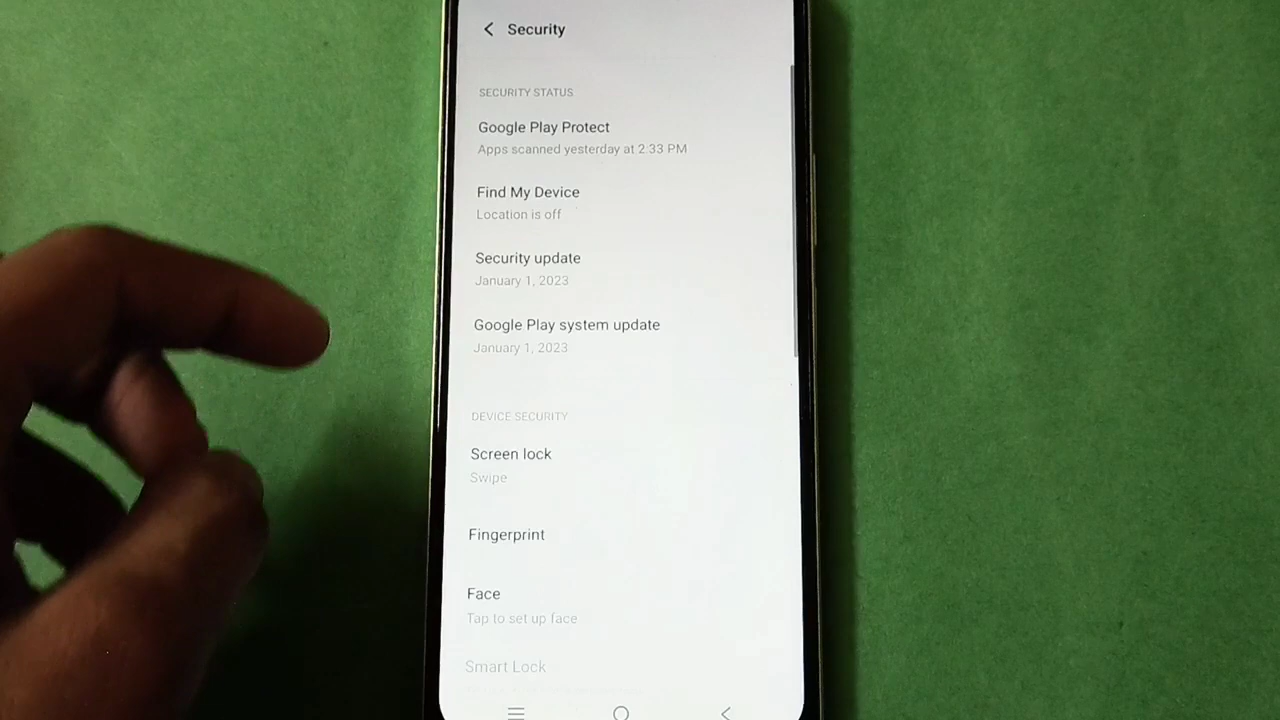 Security
SECURITY STATUS
Google Play Protect
Apps scanned yesterday at 2:33 PM
Find My Device
Location is off
Security update
January 1, 2023
Google Play system update
January 1, 2023
DEVICE SECURITY
Screen lock
Swipe
Fingerprint
Face
Tap to set up face
Smart Lock